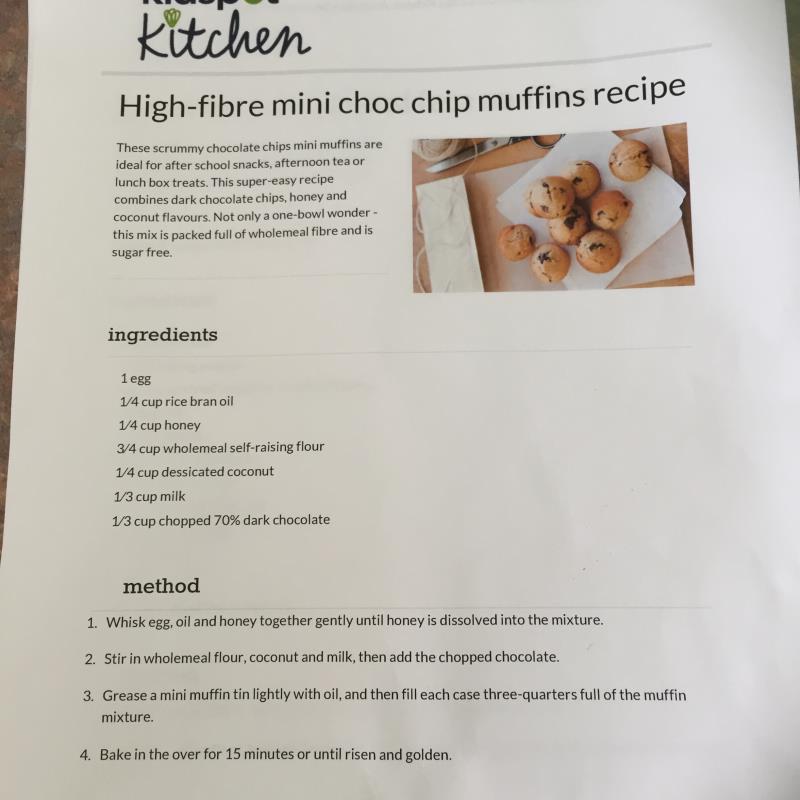 Kitchen
High-fibre mini choc chip muffins recipe
These scrummy chocolate chips mini muffins are
ideal for after school snacks, afternoon tea or
lunch box treats. This super-easy recipe
combines dark chocolate chips, honey and
coconut flavours. Not only a one-bowl wonder -
this mix is packed full of wholemeal fibre and is
sugar free.
ingredients
1 egg
1/4 cup rice bran oil
1/4 cup honey
3/4 cup wholemeal self-raising flour
1/4 cup dessicated coconut
1/3 cup milk
1/3 cup chopped 70% dark chocolate
method
1. Whisk egg, oil and honey together gently until honey is dissolved into the mixture.
2. Stir in wholemeal flour, coconut and milk, then add the chopped chocolate.
3. Grease a mini muffin tin lightly with oil, and then fill each case three-quarters full of the muffin
mixture.
4. Bake in the over for 15 minutes or until risen and golden.